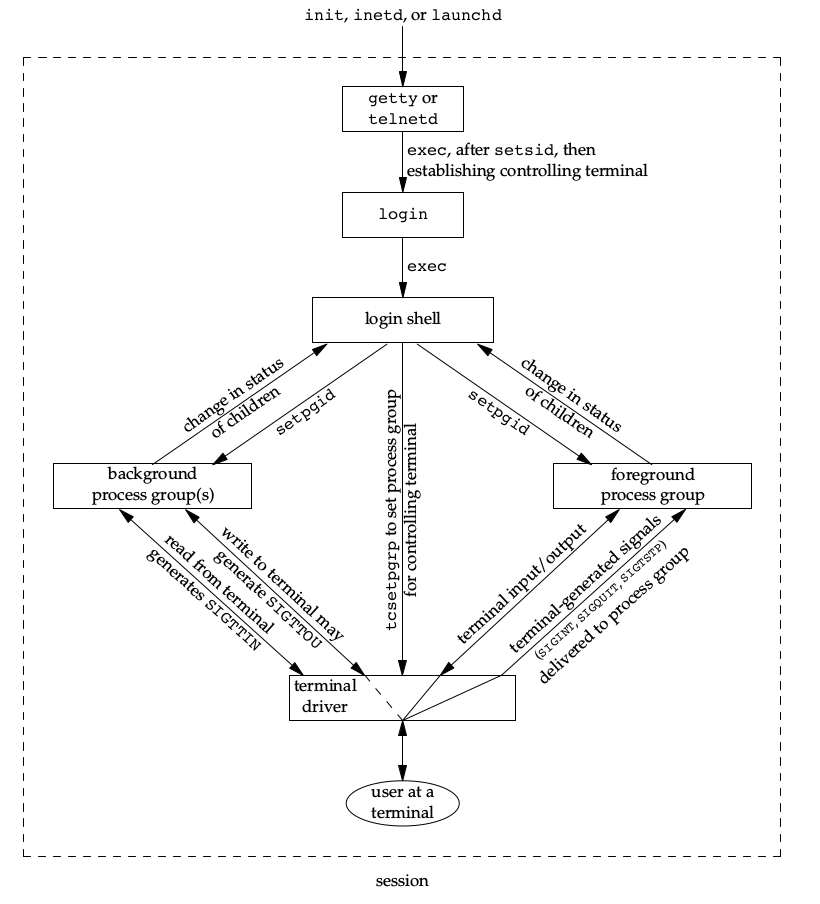 init, inetd, or launchd
getty or
telnetd
exec, after setsid, then
establishing controlling terminal
login
exec
login shell
change in status
of children
setpgid
tcsetpgrp to set process group
for controlling terminal
setpgid
change in status
of children
background
process group(s)
foreground
process group
read from terminal
generates SIGTTIN
write to terminal may
generate SIGTTOU
terminal input/output
terminal-generated signals
(SIGINT, SIGQUIT, SIGTSTP)
delivered to process group
terminal
driver
user at a
terminal
session